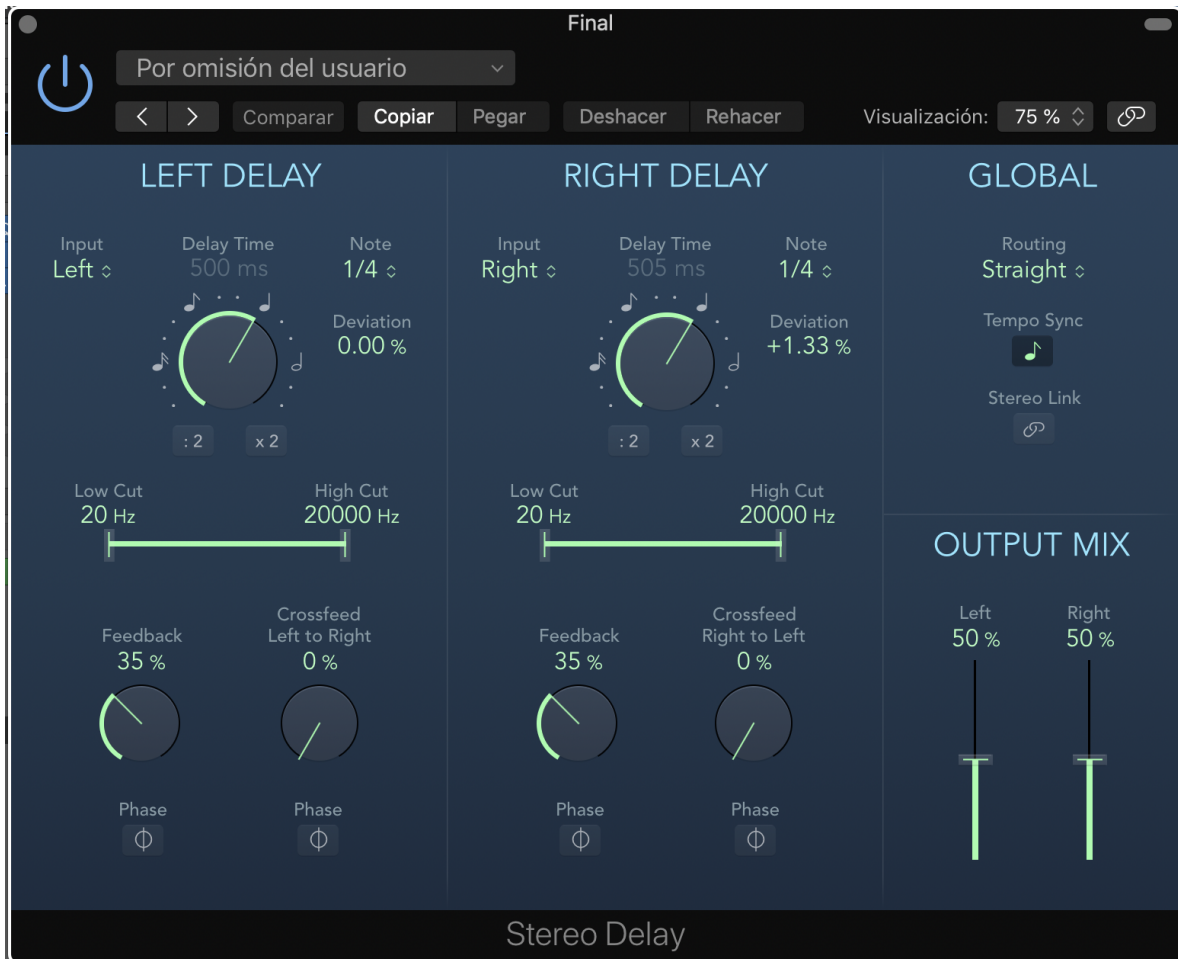 Final
Por omisión del usuario
Comparar Copiar Pegar Deshacer Rehacer Visualización: 75 %
LEFT DELAY
Input Delay Time Note
Left 500 ms 1/4
Deviation
0.00 %
: 2 x 2
Low Cut High Cut
20 Hz 20000 Hz
Feedback
35 %
Crossfeed
Left to Right
0 %
Phase Phase
RIGHT DELAY
Input Delay Time Note
Right 505 ms 1/4
Deviation
+1.33 %
: 2 x 2
Low Cut High Cut
20 Hz 20000 Hz
Feedback
35 %
Crossfeed
Right to Left
0 %
Phase Phase
GLOBAL
Routing
Straight
Tempo Sync
Stereo Link
OUTPUT MIX
Left Right
50 % 50 %
Stereo Delay